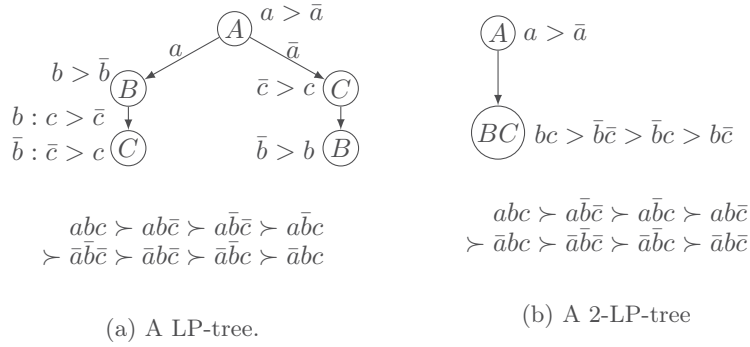 A a > ā
a ā
b > b̄ B c̄ > c C
b : c > c̄
b̄ : c̄ > c C b̄ > b B
abc ≻ abc̄ ≻ ab̄c̄ ≻ ab̄c
≻ āb̄c̄ ≻ ābc̄ ≻ āb̄c ≻ ābc
(a) A LP-tree.
A a > ā
BC bc > b̄c̄ > b̄c > bc̄
abc ≻ ab̄c̄ ≻ ab̄c ≻ abc̄
≻ ābc ≻ āb̄c̄ ≻ āb̄c ≻ ābc̄
(b) A 2-LP-tree